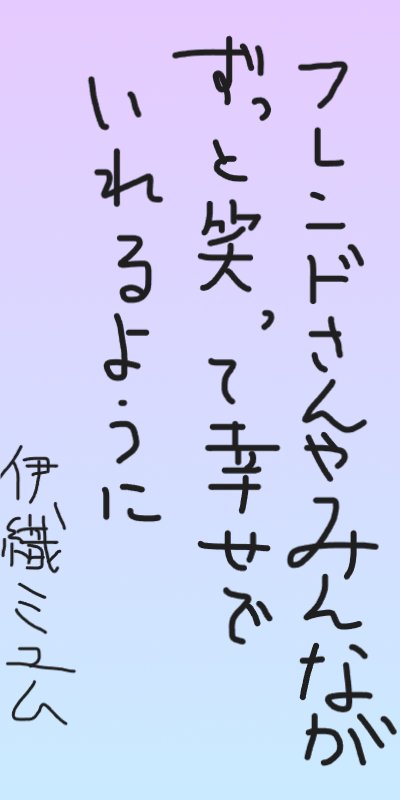 フレンドさんやみんなが
ずっと笑って幸せで
いれるように
伊織ミユム